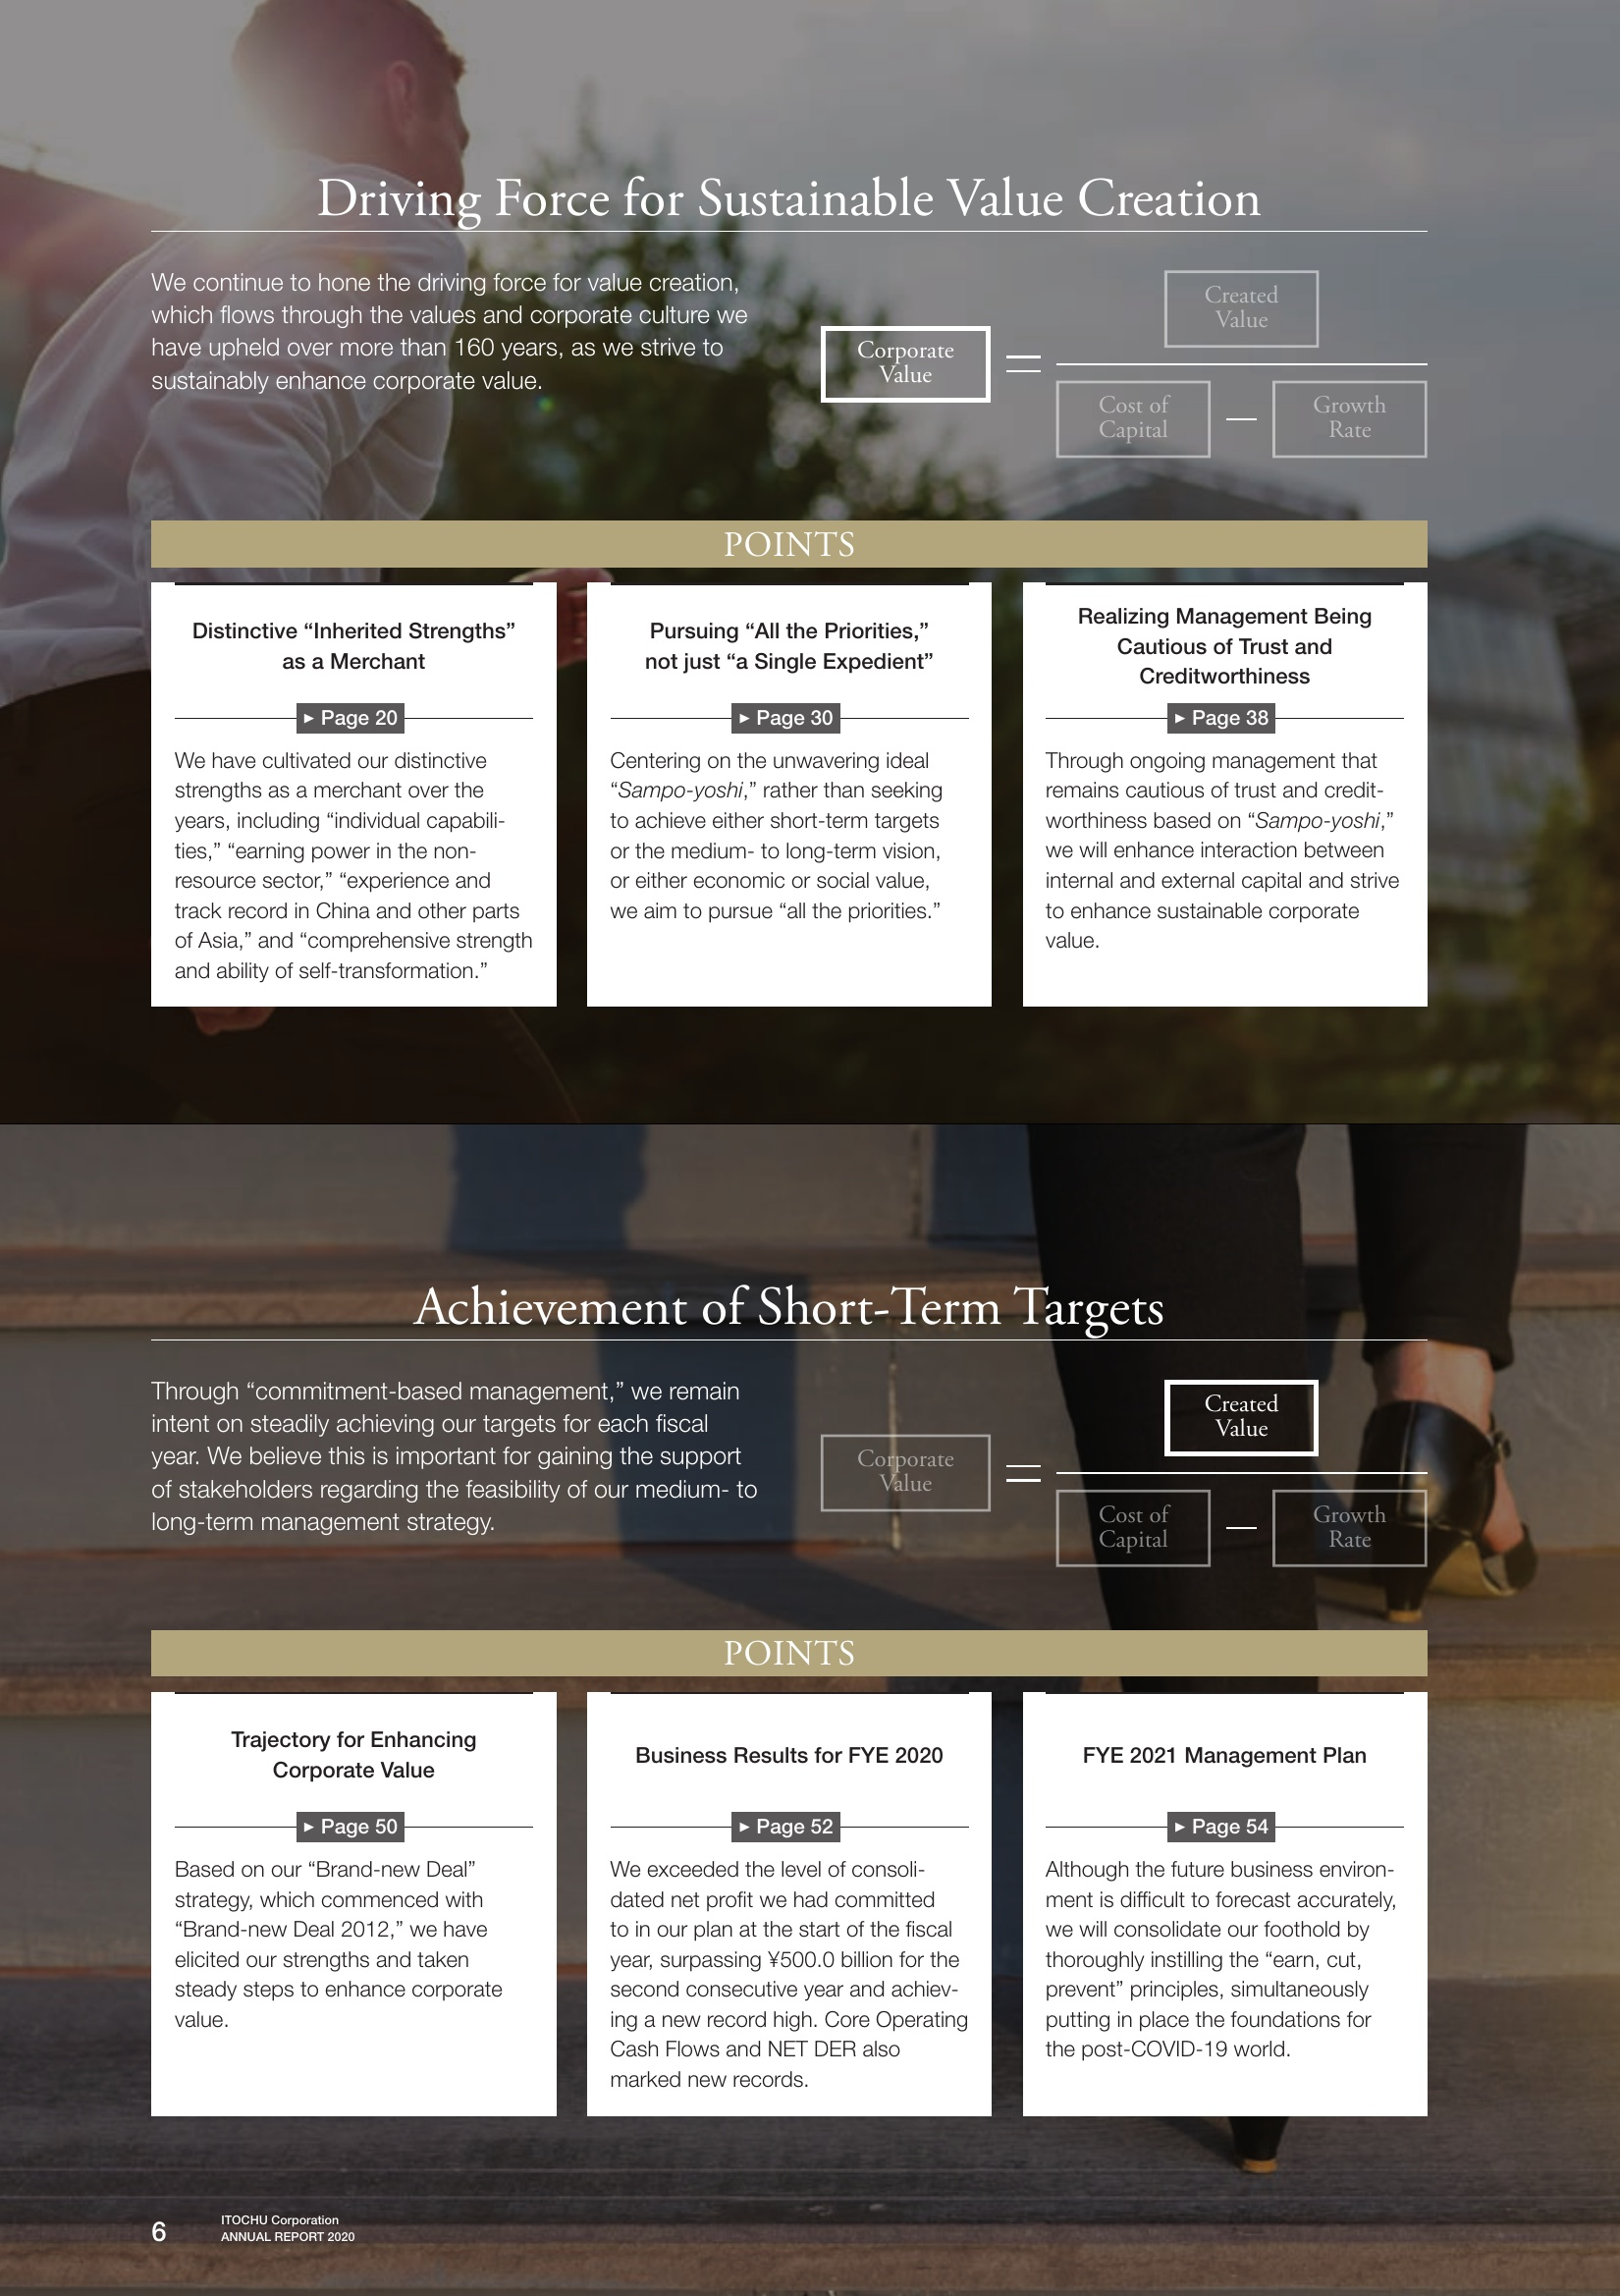 Driving Force for Sustainable Value Creation
We continue to hone the driving force for value creation,
which flows through the values and corporate culture we
have upheld over more than 160 years, as we strive to
sustainably enhance corporate value.
Corporate
Value
=
Created
Value
Cost of
Capital
—
Growth
Rate
POINTS
Distinctive “Inherited Strengths”
as a Merchant
▶ Page 20
We have cultivated our distinctive
strengths as a merchant over the
years, including “individual capabili-
ties,” “earning power in the non-
resource sector,” “experience and
track record in China and other parts
of Asia,” and “comprehensive strength
and ability of self-transformation.”
Pursuing “All the Priorities,”
not just “a Single Expedient”
▶ Page 30
Centering on the unwavering ideal
“Sampo-yoshi,” rather than seeking
to achieve either short-term targets
or the medium- to long-term vision,
or either economic or social value,
we aim to pursue “all the priorities.”
Realizing Management Being
Cautious of Trust and
Creditworthiness
▶ Page 38
Through ongoing management that
remains cautious of trust and credit-
worthiness based on “Sampo-yoshi,”
we will enhance interaction between
internal and external capital and strive
to enhance sustainable corporate
value.
Achievement of Short-Term Targets
Through “commitment-based management,” we remain
intent on steadily achieving our targets for each fiscal
year. We believe this is important for gaining the support
of stakeholders regarding the feasibility of our medium- to
long-term management strategy.
Corporate
Value
=
Created
Value
Cost of
Capital
—
Growth
Rate
POINTS
Trajectory for Enhancing
Corporate Value
▶ Page 50
Based on our “Brand-new Deal”
strategy, which commenced with
“Brand-new Deal 2012,” we have
elicited our strengths and taken
steady steps to enhance corporate
value.
Business Results for FYE 2020
▶ Page 52
We exceeded the level of consoli-
dated net profit we had committed
to in our plan at the start of the fiscal
year, surpassing ¥500.0 billion for the
second consecutive year and achiev-
ing a new record high. Core Operating
Cash Flows and NET DER also
marked new records.
FYE 2021 Management Plan
▶ Page 54
Although the future business environ-
ment is difficult to forecast accurately,
we will consolidate our foothold by
thoroughly instilling the “earn, cut,
prevent” principles, simultaneously
putting in place the foundations for
the post-COVID-19 world.
6
ITOCHU Corporation
ANNUAL REPORT 2020